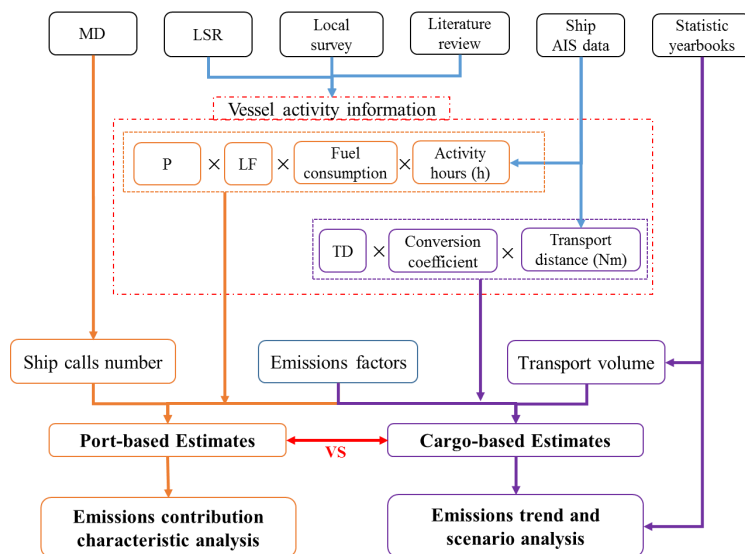 MD
LSR
Local
survey
Literature
review
Ship
AIS data
Statistic
yearbooks
Vessel activity information
P × LF × Fuel
consumption × Activity
hours (h)
TD × Conversion
coefficient × Transport
distance (Nm)
Ship calls number
Emissions factors
Transport volume
Port-based Estimates
VS
Cargo-based Estimates
Emissions contribution
characteristic analysis
Emissions trend and
scenario analysis